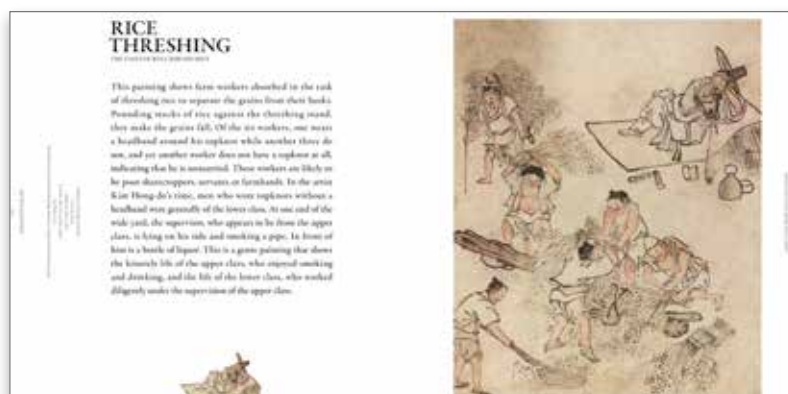 RICE
THRESHING
This painting shows farm workers absorbed in the task
of threshing rice to separate the grains from their husks.
Pounding stacks of rice against the threshing stand,
they make the grains fall. Of the six workers, one wears
a headband around his topknot while another three do
not, and yet another worker does not have a topknot at all,
indicating that he is unmarried. These workers are likely to
be poor sharecroppers, servants or farmhands. In the artist
Kim Hong-do's time, men who wore topknots without a
headband were generally of the lower class. At one end of the
wide yard, the supervisor, who appears to be from the upper
class, is lying on his side and smoking a pipe. In front of
him is a bottle of liquor. This is a genre painting that shows
the leisurely life of the upper class, who enjoyed smoking
and drinking, and the life of the lower class, who worked
diligently under the supervision of the upper class.